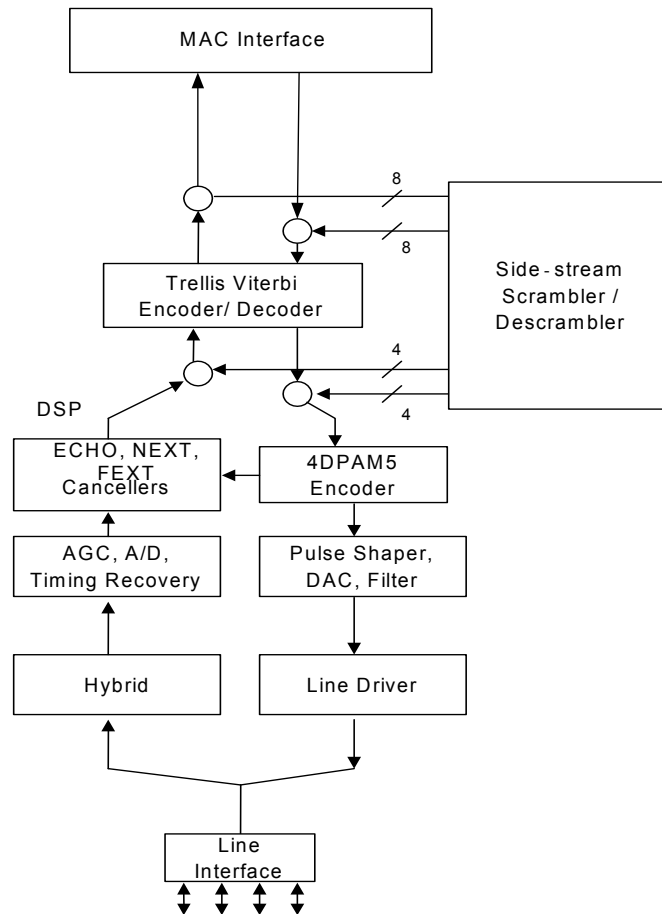 MAC Interface
8
8
Side-stream
Scrambler /
Descrambler
Trellis Viterbi
Encoder/ Decoder
4
4
DSP
ECHO, NEXT,
FEXT
Cancellers
4DPAM5
Encoder
AGC, A/D,
Timing Recovery
Pulse Shaper,
DAC, Filter
Hybrid
Line Driver
Line
Interface